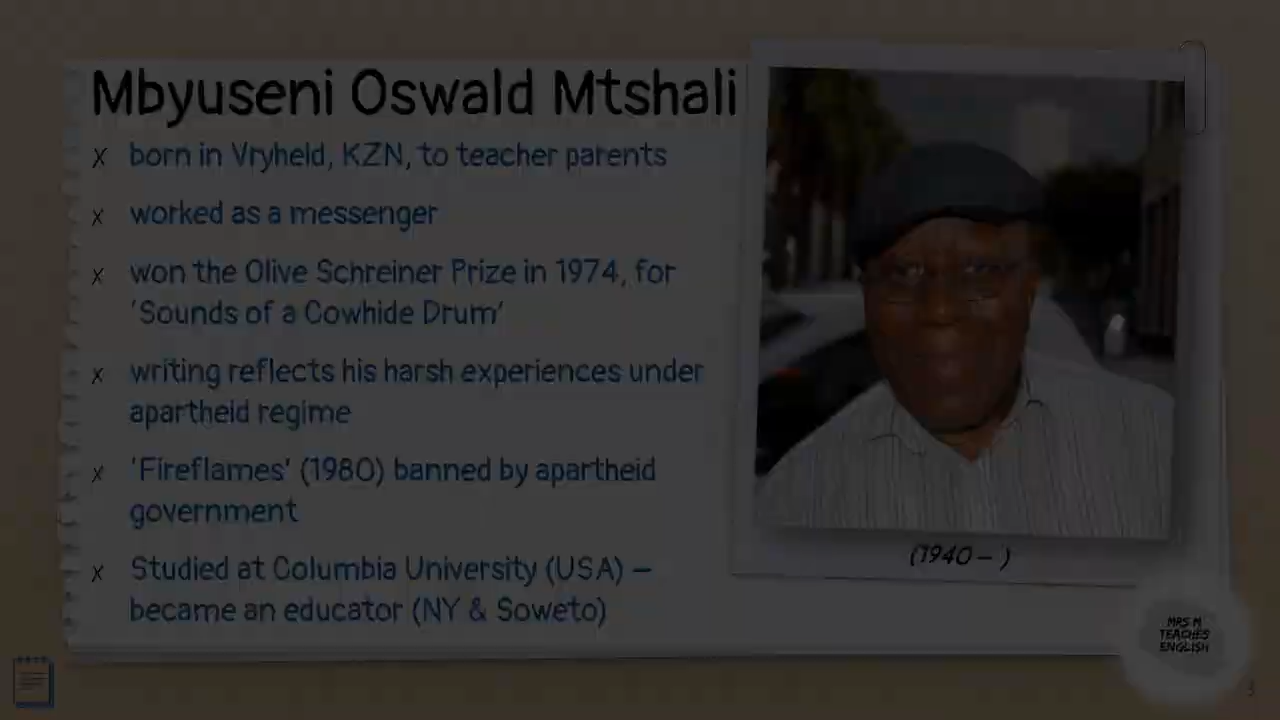 Mbyuseni Oswald Mtshali
x born in Vryheld, KZN, to teacher parents
x worked as a messenger
x won the Olive Schreiner Prize in 1974, for
'Sounds of a Cowhide Drum'
x writing reflects his harsh experiences under
apartheid regime
x 'Fireflames' (1980) banned by apartheid
government
x Studied at Columbia University (USA) –
became an educator (NY & Soweto)
(1940 – )
MRS M
TEACHES
ENGLISH
3